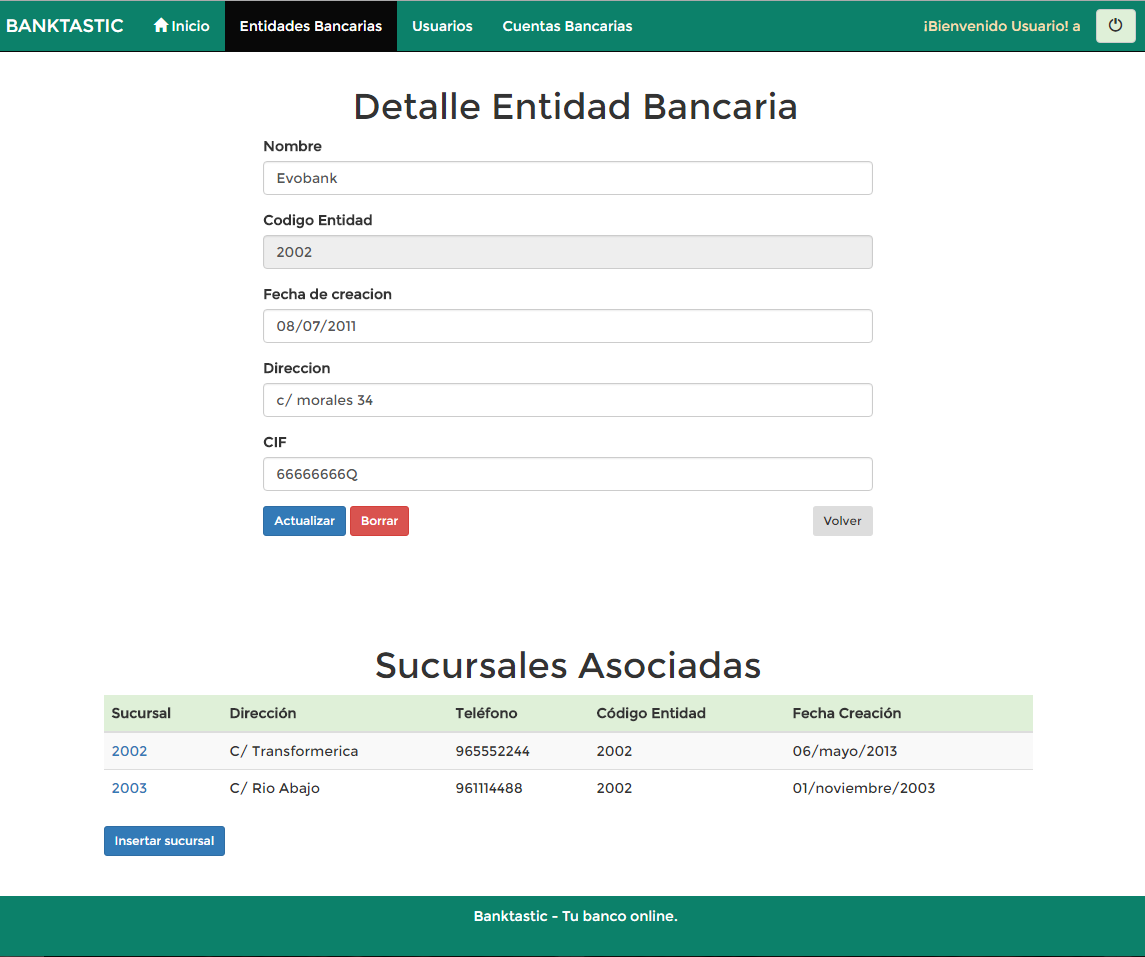 BANKTASTIC Inicio Entidades Bancarias Usuarios Cuentas Bancarias ¡Bienvenido Usuario! a
Detalle Entidad Bancaria
Nombre
Evobank
Codigo Entidad
2002
Fecha de creacion
08/07/2011
Direccion
c/ morales 34
CIF
66666666Q
Actualizar Borrar Volver
Sucursales Asociadas
Sucursal Dirección Teléfono Código Entidad Fecha Creación
2002 C/ Transformerica 965552244 2002 06/mayo/2013
2003 C/ Rio Abajo 961114488 2002 01/noviembre/2003
Insertar sucursal
Banktastic - Tu banco online.